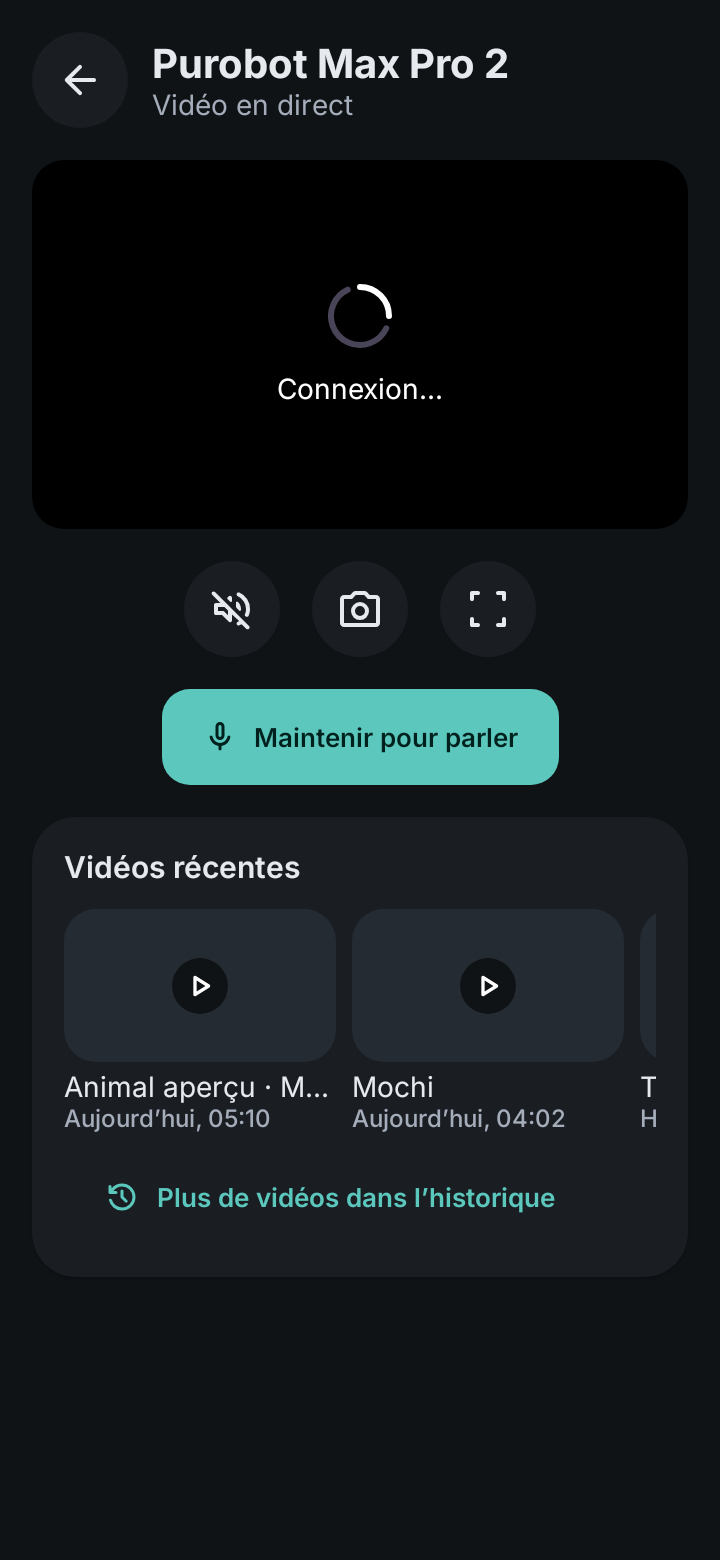 Purobot Max Pro 2
Vidéo en direct
Connexion…
Maintenir pour parler
Vidéos récentes
Animal aperçu · M…
Aujourd’hui, 05:10
Mochi
Aujourd’hui, 04:02
T
H
Plus de vidéos dans l’historique